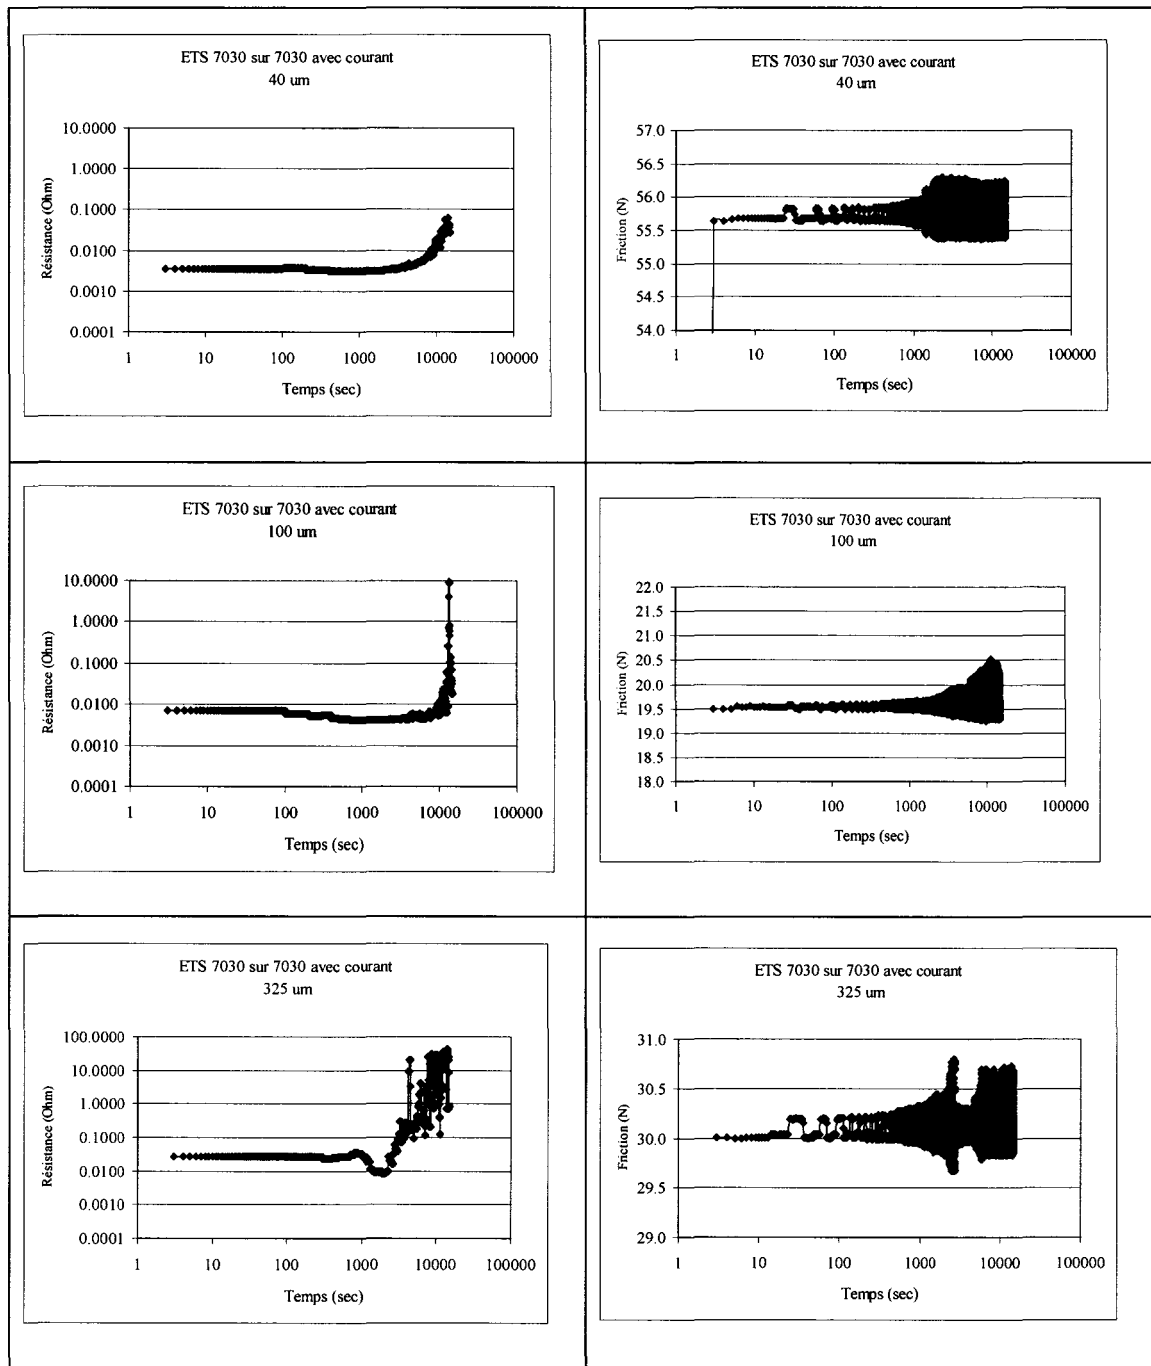 ETS 7030 sur 7030 avec courant
40 um
Résistance (Ohm)
10.0000
1.0000
0.1000
0.0100
0.0010
0.0001
1 10 100 1000 10000 100000
Temps (sec)
ETS 7030 sur 7030 avec courant
40 um
Friction (N)
57.0
56.5
56.0
55.5
55.0
54.5
54.0
1 10 100 1000 10000 100000
Temps (sec)
ETS 7030 sur 7030 avec courant
100 um
Résistance (Ohm)
10.0000
1.0000
0.1000
0.0100
0.0010
0.0001
1 10 100 1000 10000 100000
Temps (sec)
ETS 7030 sur 7030 avec courant
100 um
Friction (N)
22.0
21.5
21.0
20.5
20.0
19.5
19.0
18.5
18.0
1 10 100 1000 10000 100000
Temps (sec)
ETS 7030 sur 7030 avec courant
325 um
Résistance (Ohm)
100.0000
10.0000
1.0000
0.1000
0.0100
0.0010
0.0001
1 10 100 1000 10000 100000
Temps (sec)
ETS 7030 sur 7030 avec courant
325 um
Friction (N)
31.0
30.5
30.0
29.5
29.0
1 10 100 1000 10000 100000
Temps (sec)